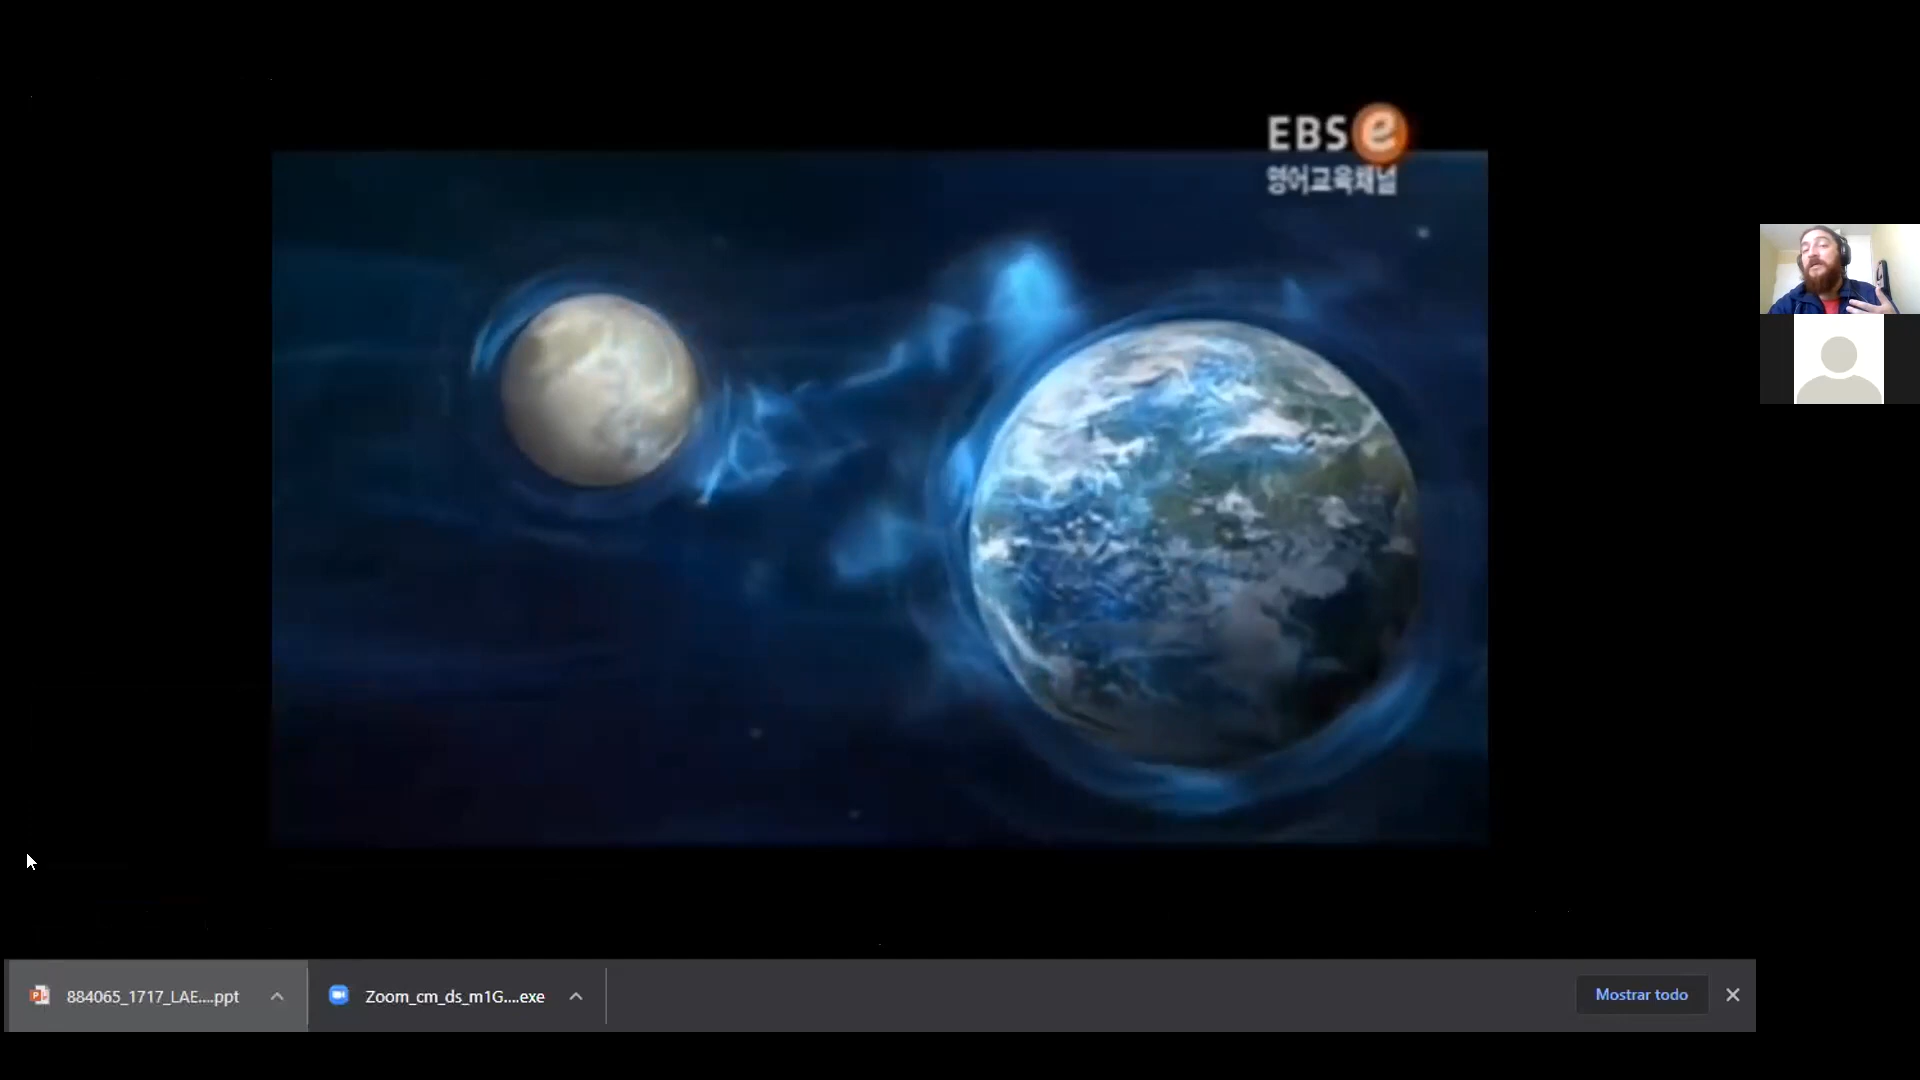 EBS e
영어교육채널
884065_1717_LAE....ppt
Zoom_cm_ds_m1G....exe
Mostrar todo